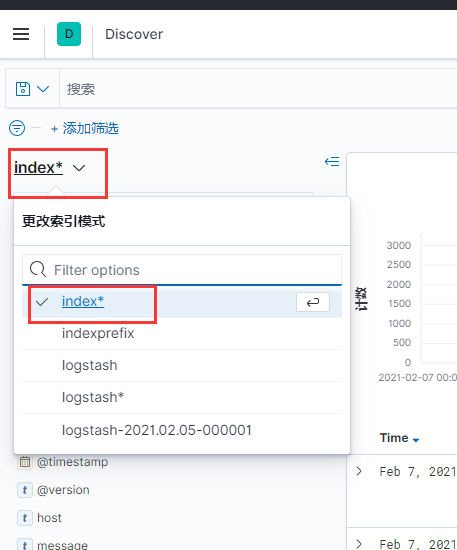 D Discover
搜索
+ 添加筛选
index*
更改索引模式
Filter options
index*
indexprefix
logstash
logstash*
logstash-2021.02.05-000001
@timestamp
t @version
t host
t message
3000
2500
2000
1500
1000
500
0
计数
2021-02-07 00:0
Time
Feb 7, 2021
Feb 7, 2021